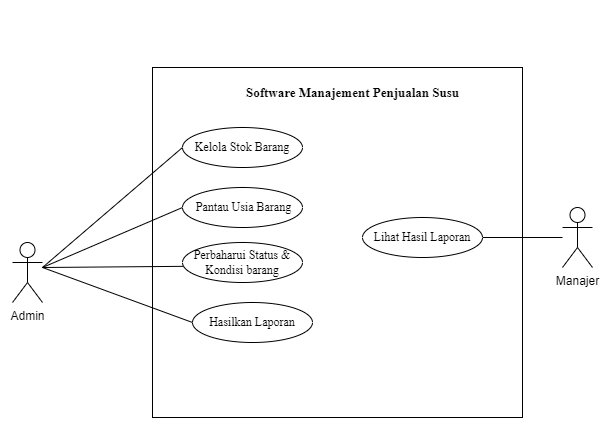 Software Manajement Penjualan Susu
Kelola Stok Barang
Pantau Usia Barang
Perbaharui Status &
Kondisi barang
Hasilkan Laporan
Lihat Hasil Laporan
Admin
Manajer